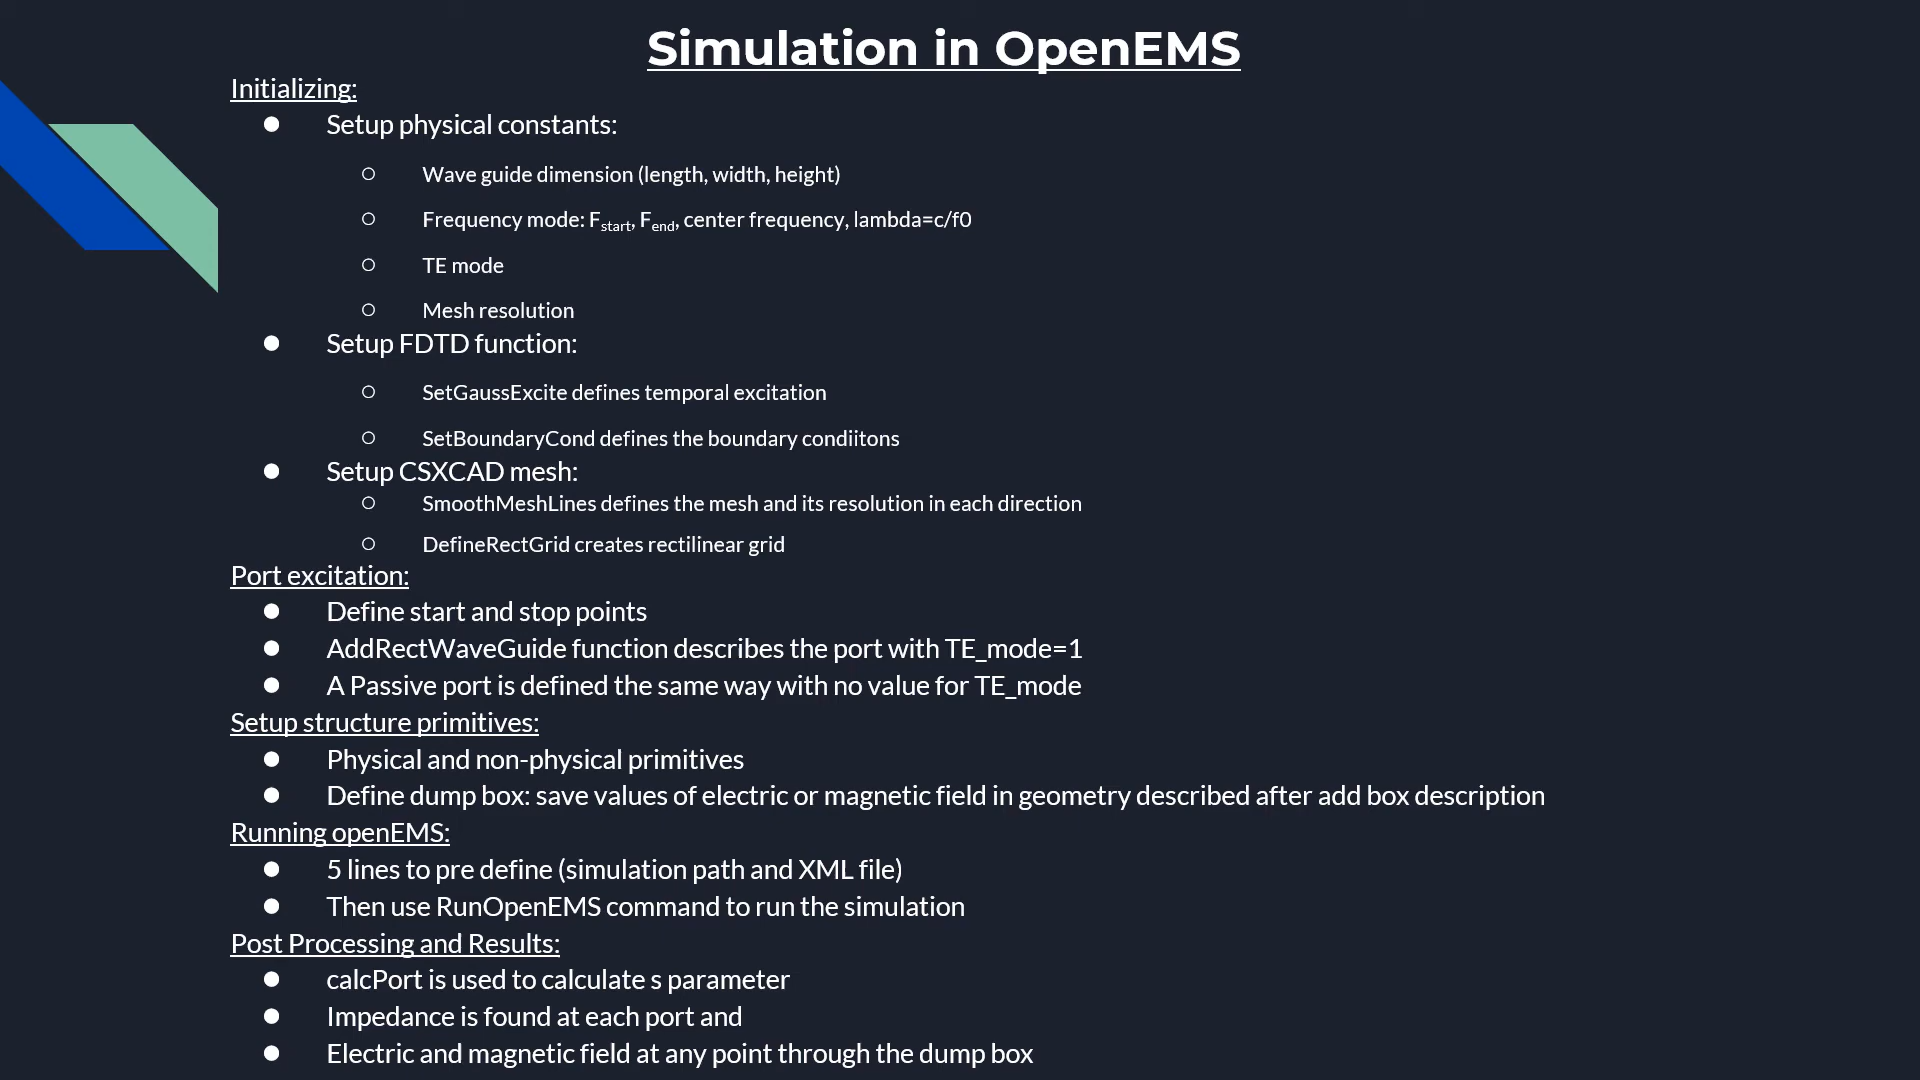 Simulation in OpenEMS
Initializing:
● Setup physical constants:
○ Wave guide dimension (length, width, height)
○ Frequency mode: Fstart, Fend, center frequency, lambda=c/f0
○ TE mode
○ Mesh resolution
● Setup FDTD function:
○ SetGaussExcite defines temporal excitation
○ SetBoundaryCond defines the boundary condiitons
● Setup CSXCAD mesh:
○ SmoothMeshLines defines the mesh and its resolution in each direction
○ DefineRectGrid creates rectilinear grid
Port excitation:
● Define start and stop points
● AddRectWaveGuide function describes the port with TE_mode=1
● A Passive port is defined the same way with no value for TE_mode
Setup structure primitives:
● Physical and non-physical primitives
● Define dump box: save values of electric or magnetic field in geometry described after add box description
Running openEMS:
● 5 lines to pre define (simulation path and XML file)
● Then use RunOpenEMS command to run the simulation
Post Processing and Results:
● calcPort is used to calculate s parameter
● Impedance is found at each port and
● Electric and magnetic field at any point through the dump box